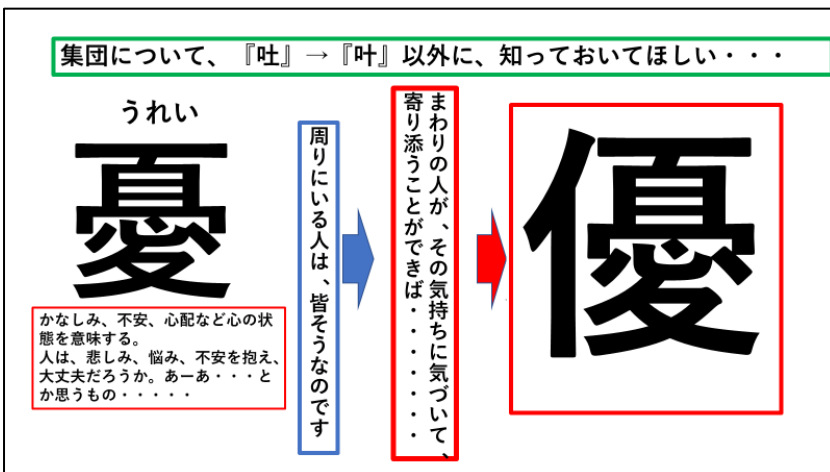 集団について、『吐』→『叶』以外に、知っておいてほしい・・・
うれい
憂
かなしみ、不安、心配など心の状
態を意味する。
人は、悲しみ、悩み、不安を抱え、
大丈夫だろうか。あーあ・・・と
か思うもの・・・・・
周りにいる人は、皆そうなのです
まわりの人が、その気持ちに気づいて、
寄り添うことができば・・・・・・・・
優